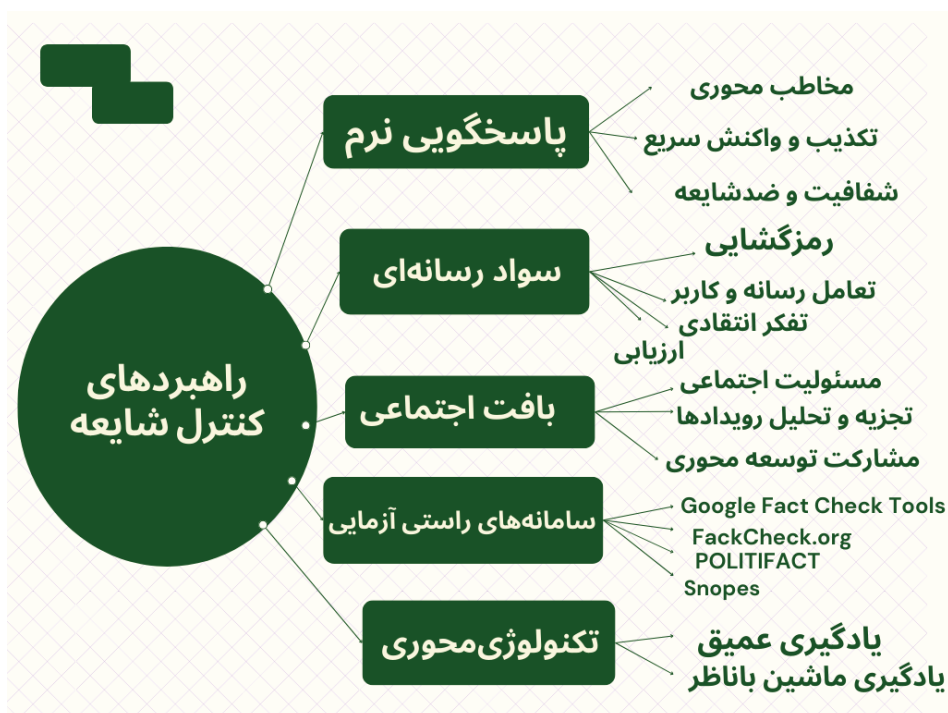 راهبردهای
کنترل شایعه
پاسخگویی نرم
مخاطب محوری
تکذیب و واکنش سریع
شفافیت و ضدشایعه
سواد رسانه‌ای
رمزگشایی
تعامل رسانه و کاربر
تفکر انتقادی
ارزیابی
بافت اجتماعی
مسئولیت اجتماعی
تجزیه و تحلیل رویدادها
مشارکت توسعه محوری
سامانه‌های راستی آزمایی
Google Fact Check Tools
FackCheck.org
POLITIFACT
Snopes
تکنولوژی‌محوری
یادگیری عمیق
یادگیری ماشین باناظر